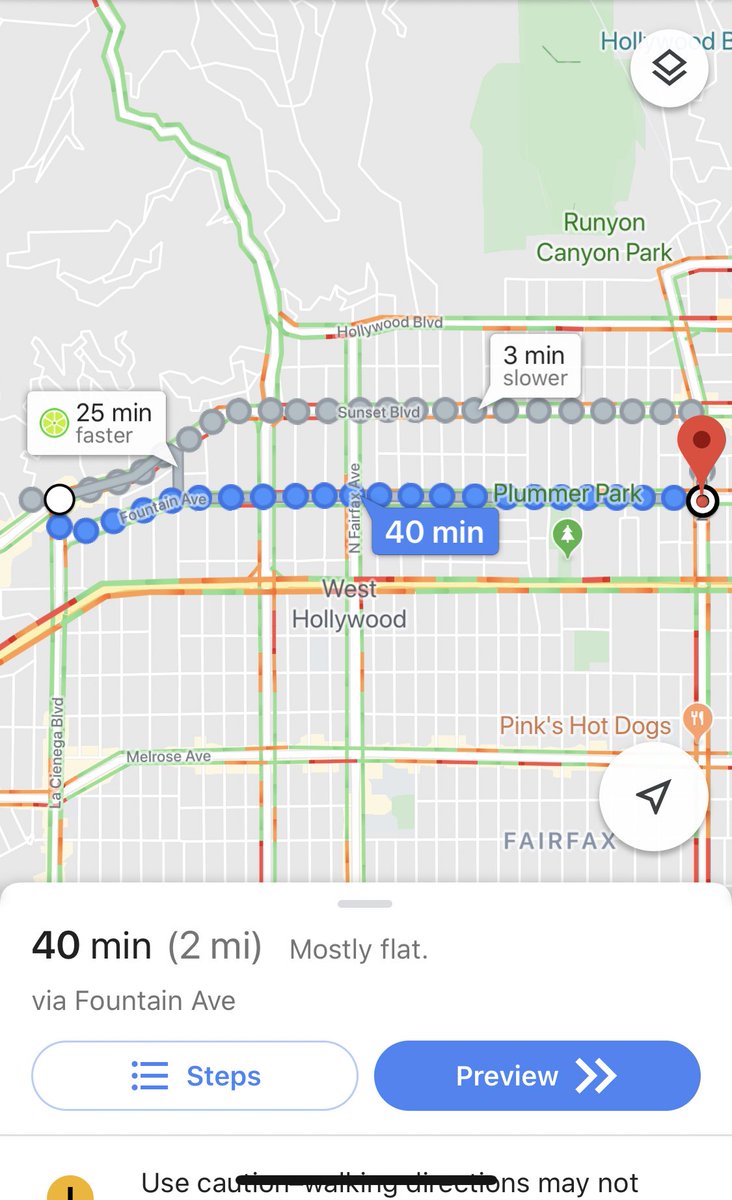 Hollywood B
Runyon
Canyon Park
Hollywood Blvd
3 min
slower
25 min
faster
Sunset Blvd
Fountain Ave
N Fairfax Ave
Plummer Park
40 min
West
Hollywood
La Cienega Blvd
Pink's Hot Dogs
Melrose Ave
FAIRFAX
40 min (2 mi) Mostly flat.
via Fountain Ave
Steps
Preview
Use caution-walking directions may not